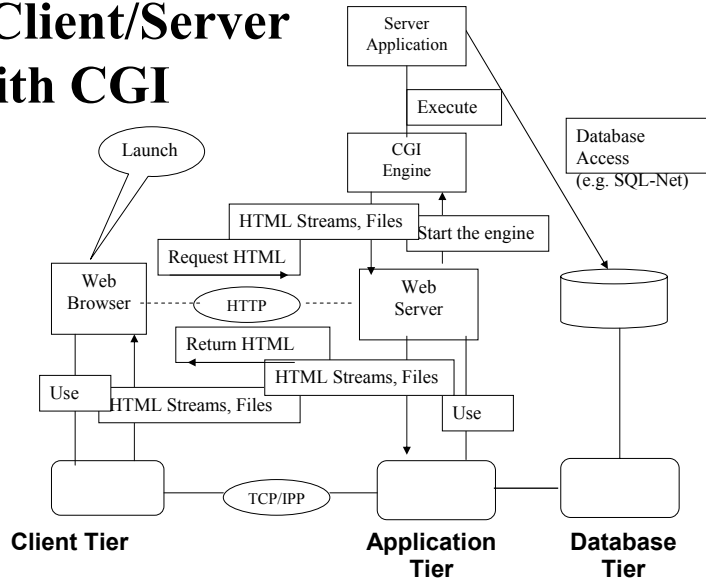 Client/Server
ith CGI
Server
Application
Execute
Launch
CGI
Engine
Database
Access
(e.g. SQL-Net)
HTML Streams, Files
Start the engine
Request HTML
Web
Browser
HTTP
Web
Server
Return HTML
HTML Streams, Files
Use
HTML Streams, Files
Use
TCP/IPP
Client Tier
Application
Tier
Database
Tier